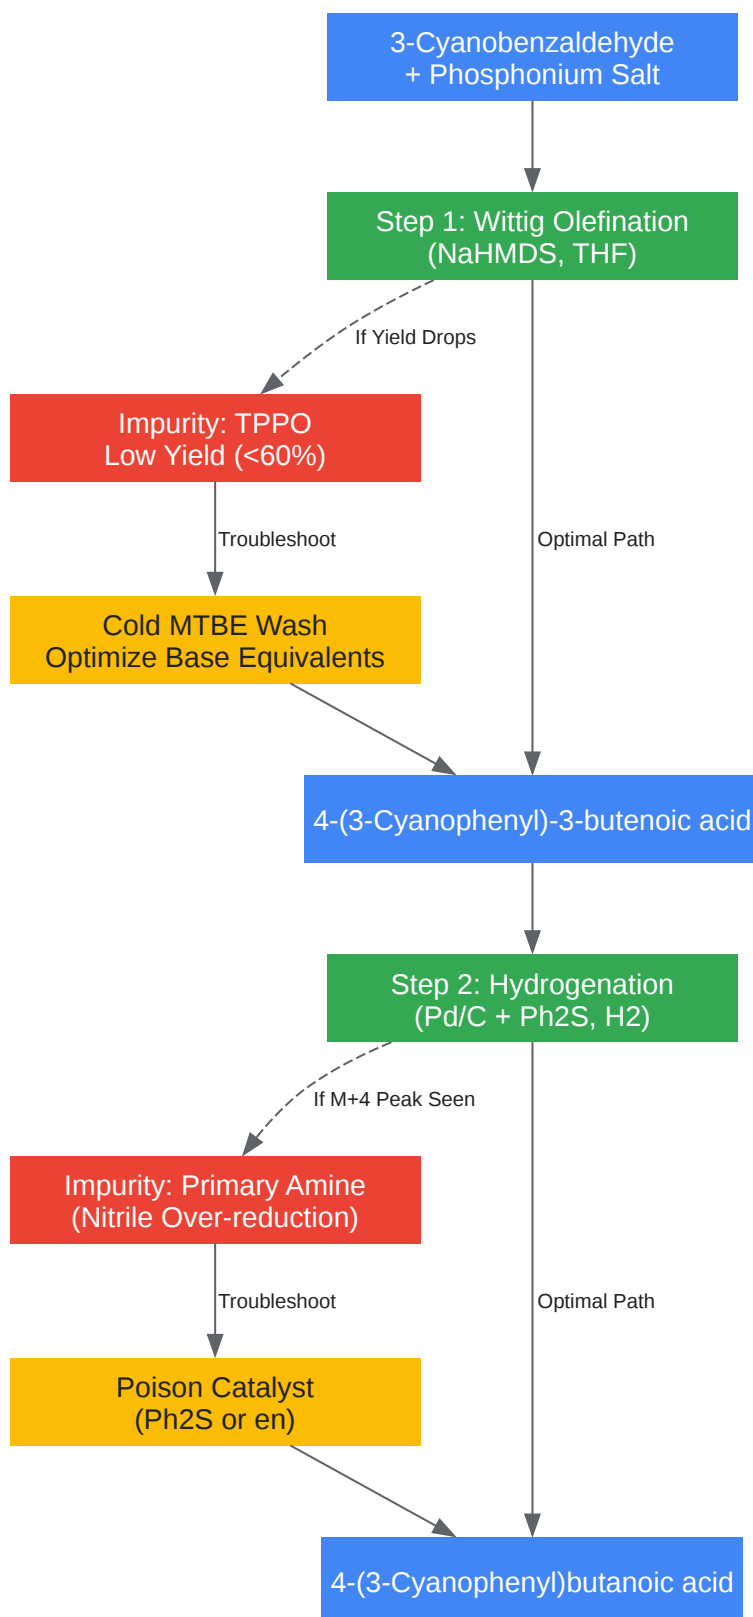 3-Cyanobenzaldehyde
+ Phosphonium Salt
Step 1: Wittig Olefination
(NaHMDS, THF)
If Yield Drops
Impurity: TPPO
Low Yield (<60%)
Troubleshoot
Optimal Path
Cold MTBE Wash
Optimize Base Equivalents
4-(3-Cyanophenyl)-3-butenoic acid
Step 2: Hydrogenation
(Pd/C + Ph2S, H2)
If M+4 Peak Seen
Impurity: Primary Amine
(Nitrile Over-reduction)
Troubleshoot
Optimal Path
Poison Catalyst
(Ph2S or en)
4-(3-Cyanophenyl)butanoic acid